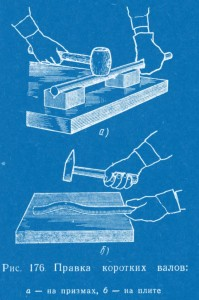 а)
б)
Рис. 176 Правка коротких валов:
а — на призмах, б — на плите